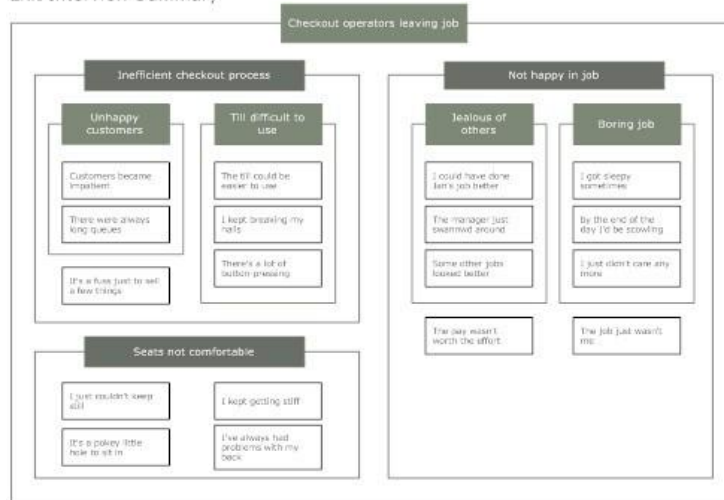 Exit Interview Summary
Checkout operators leaving job
Inefficient checkout process
Unhappy
customers
Customers became
impatient
There were always
long queues
It's a fuss just to sell
a few things
Till difficult to
use
The till could be
easier to use
I kept breaking my
nails
There's a lot of
button pressing
Seats not comfortable
I just couldn't keep
still
It's a pokey little
hole to sit in
I kept getting stiff
I've always had
problems with my
back
Not happy in job
Jealous of
others
I could have done
Ian's job better
The manager just
swannwd around
Some other jobs
looked better
The pay wasn't
worth the effort
Boring job
I got sleepy
sometimes
by the end of the
day I'd be scowling
I just didn't care any
more
The job just wasn't
me